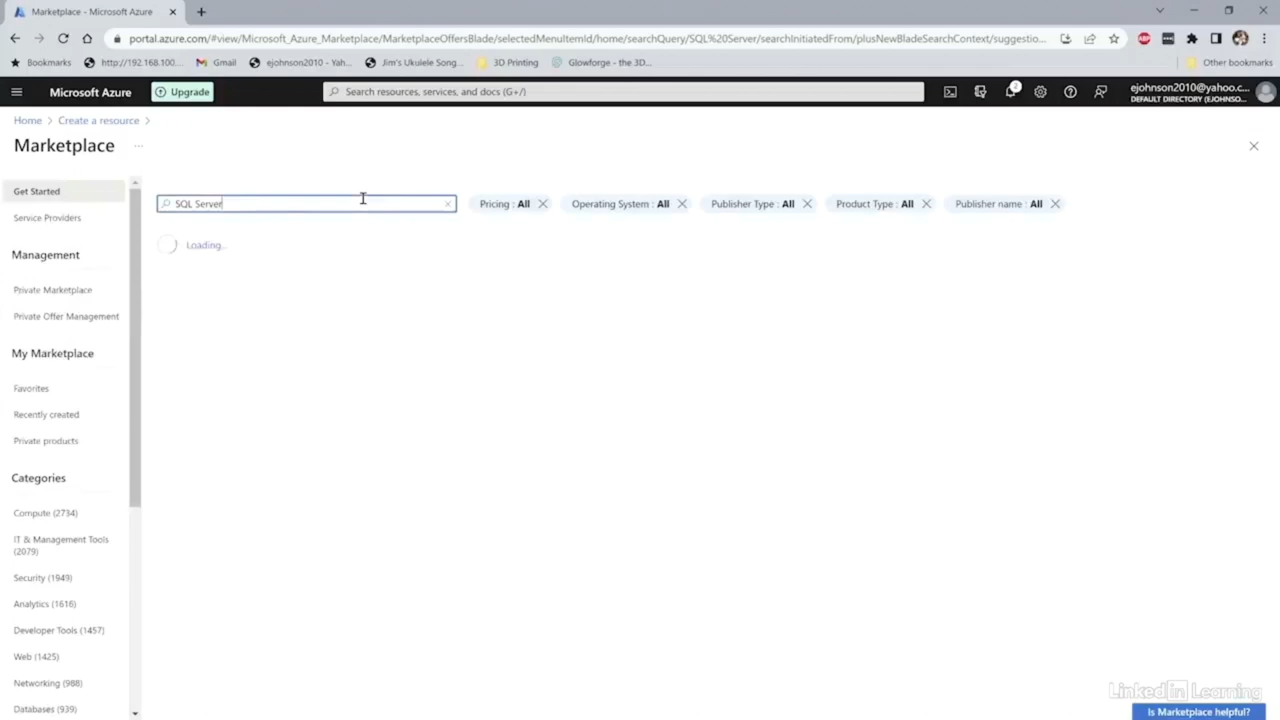 Marketplace - Microsoft Azure
portal.azure.com/#view/Microsoft_Azure_Marketplace/MarketplaceOffersBlade/selectedMenuItemId/home/searchQuery/SQL%20Server/searchInitiatedFrom/plusNewBladeSearchContext/suggestio...
Bookmarks http://192.168.100.... Gmail ejohnson2010 - Yah... Jim's Ukulele Song... 3D Printing Glowforge - the 3D... Other bookmarks
Microsoft Azure Upgrade Search resources, services, and docs (G+/) 2 ejohnson2010@yahoo.c...
DEFAULT DIRECTORY (EJOHNSO...
Home > Create a resource >
Marketplace ...
Get Started
Service Providers
Management
Private Marketplace
Private Offer Management
My Marketplace
Favorites
Recently created
Private products
Categories
Compute (2734)
IT & Management Tools
(2079)
Security (1949)
Analytics (1616)
Developer Tools (1457)
Web (1425)
Networking (988)
Databases (939)
SQL Server
Pricing : All
Operating System : All
Publisher Type : All
Product Type : All
Publisher name : All
Loading...
LinkedIn Learning
Is Marketplace helpful?